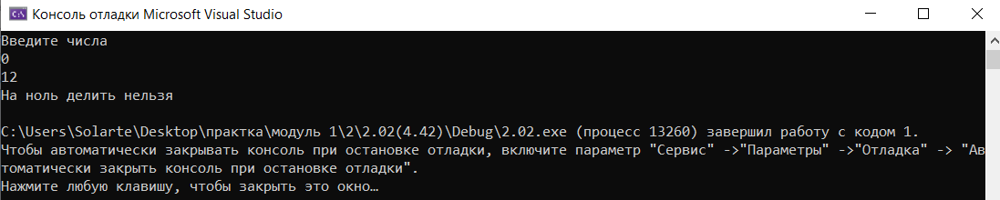 Консоль отладки Microsoft Visual Studio
Введите числа
0
12
На ноль делить нельзя
C:\Users\Solarte\Desktop\практка\модуль 1\2\2.02(4.42)\Debug\2.02.exe (процесс 13260) завершил работу с кодом 1.
Чтобы автоматически закрывать консоль при остановке отладки, включите параметр "Сервис" ->"Параметры" ->"Отладка" -> "Ав
томатически закрыть консоль при остановке отладки".
Нажмите любую клавишу, чтобы закрыть это окно…